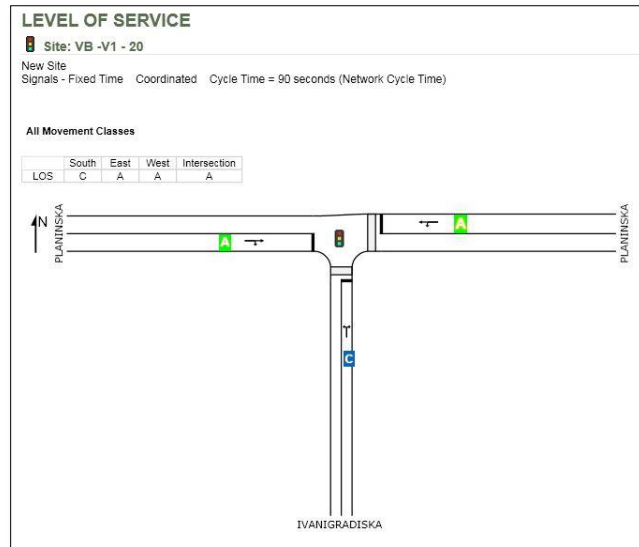 LEVEL OF SERVICE
Site: VB -V1 - 20
New Site
Signals - Fixed Time Coordinated Cycle Time = 90 seconds (Network Cycle Time)
All Movement Classes
South East West Intersection
LOS C A A A
N
PLANINSKA
A
A
PLANINSKA
C
IVANIGRADISKA